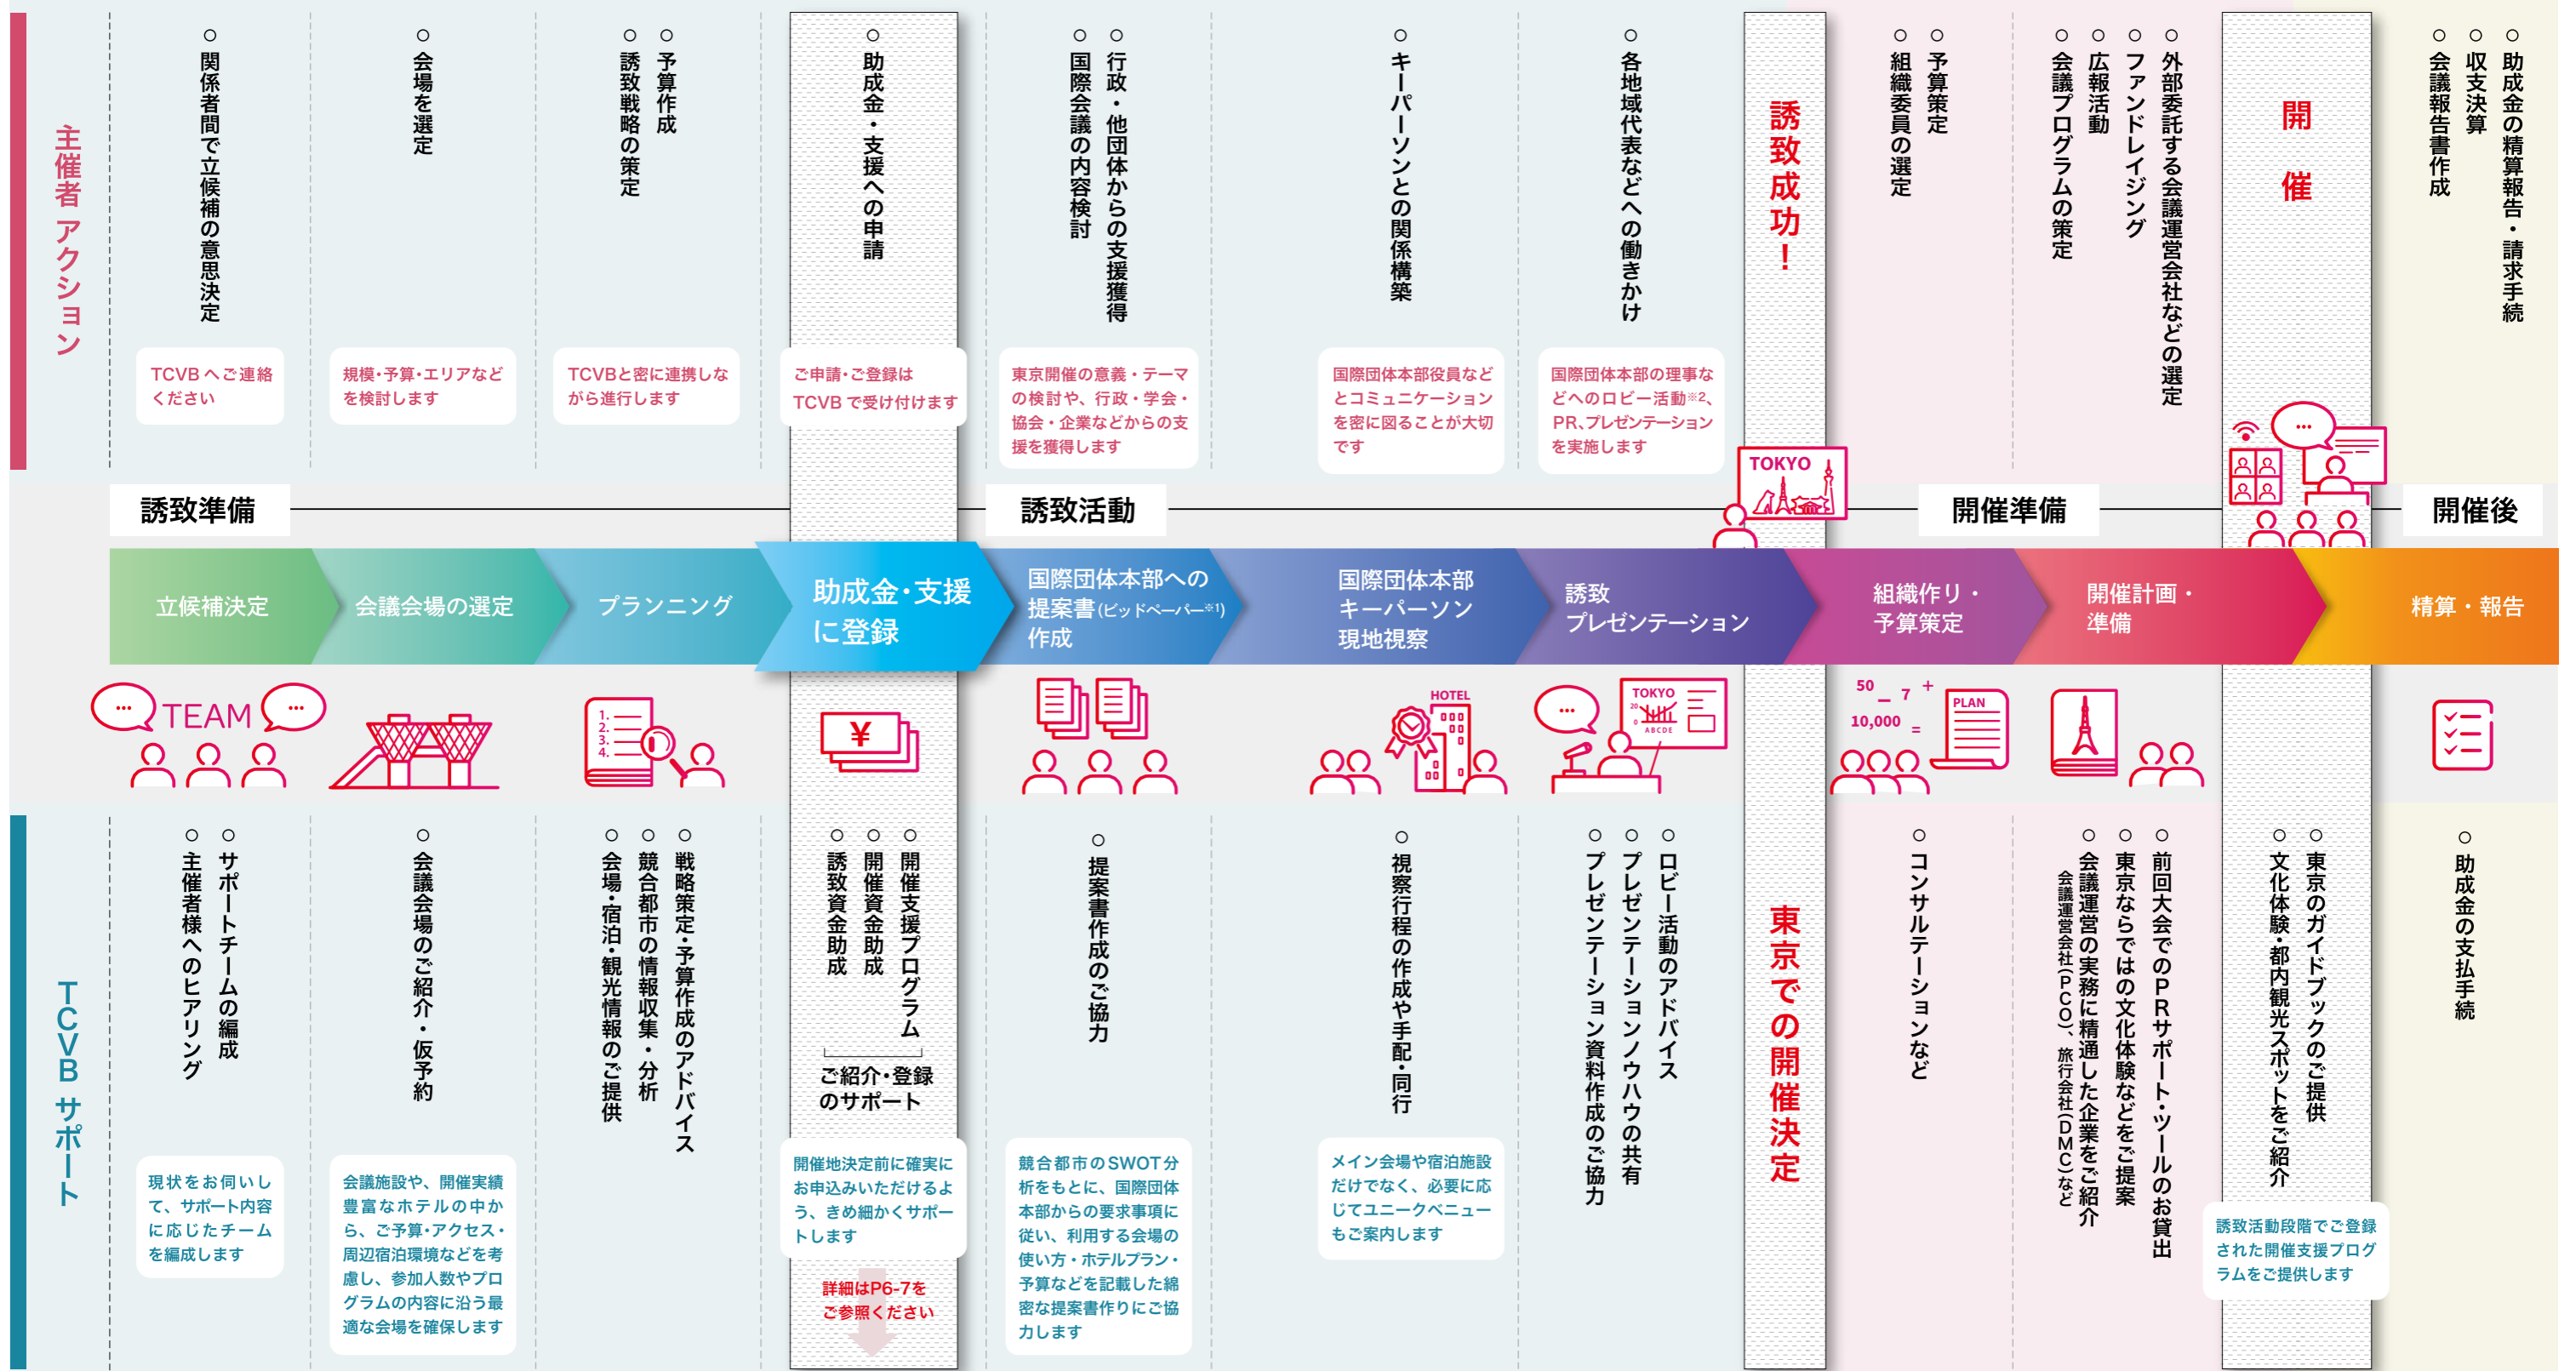 主催者 アクション
○ 関係者間で立候補の意思決定
TCVB へご連絡
ください
○ 会場を選定
規模・予算・エリアなど
を検討します
○ 予算作成
○ 誘致戦略の策定
TCVBと密に連携しな
がら進行します
○ 助成金・支援への申請
ご申請・ご登録は
TCVB で受け付けます
○ 行政・他団体からの支援獲得
○ 国際会議の内容検討
東京開催の意義・テーマ
の検討や、行政・学会・
協会・企業などからの支
援を獲得します
○ キーパーソンとの関係構築
国際団体本部役員など
とコミュニケーション
を密に図ることが大切
です
○ 各地域代表などへの働きかけ
国際団体本部の理事な
どへのロビー活動※2、
PR、プレゼンテーション
を実施します
誘致成功！
○ 予算策定
○ 組織委員の選定
○ 外部委託する会議運営会社などの選定
○ ファンドレイジング
○ 広報活動
○ 会議プログラムの策定
開催
○ 助成金の精算報告・請求手続
○ 収支決算
○ 会議報告書作成
TOKYO
...
誘致準備
誘致活動
開催準備
開催後
立候補決定
会議会場の選定
プランニング
助成金・支援
に登録
国際団体本部への
提案書(ビッドペーパー※1)
作成
国際団体本部
キーパーソン
現地視察
誘致
プレゼンテーション
組織作り・
予算策定
開催計画・
準備
精算・報告
...
TEAM
...
1.
2.
3.
4.
¥
HOTEL
...
TOKYO
20
0
ABCDE
50
− 7 +
10,000 =
PLAN
TCVB サポート
○ サポートチームの編成
○ 主催者様へのヒアリング
現状をお伺いし
て、サポート内容
に応じたチーム
を編成します
○ 会議会場のご紹介・仮予約
会議施設や、開催実績
豊富なホテルの中か
ら、ご予算・アクセス・
周辺宿泊環境などを考
慮し、参加人数やプロ
グラムの内容に沿う最
適な会場を確保します
○ 戦略策定・予算作成のアドバイス
○ 競合都市の情報収集・分析
○ 会場・宿泊・観光情報のご提供
○ 開催支援プログラム
○ 開催資金助成
○ 誘致資金助成
ご紹介・登録
のサポート
開催地決定前に確実に
お申込みいただけるよ
う、きめ細かくサポー
トします
詳細はP6-7を
ご参照ください
○ 提案書作成のご協力
競合都市のSWOT分
析をもとに、国際団体
本部からの要求事項に
従い、利用する会場の
使い方・ホテルプラン・
予算などを記載した綿
密な提案書作りにご協
力します
○ 視察行程の作成や手配・同行
メイン会場や宿泊施設
だけでなく、必要に応
じてユニークベニュー
もご案内します
○ ロビー活動のアドバイス
○ プレゼンテーションノウハウの共有
○ プレゼンテーション資料作成のご協力
東京での開催決定
○ コンサルテーションなど
○ 前回大会でのPRサポート・ツールのお貸出
○ 東京ならではの文化体験などをご提案
○ 会議運営の実務に精通した企業をご紹介
会議運営会社(PCO)、旅行会社(DMC)など
○ 東京のガイドブックのご提供
○ 文化体験・都内観光スポットをご紹介
誘致活動段階でご登録
された開催支援プログ
ラムをご提供します
○ 助成金の支払手続